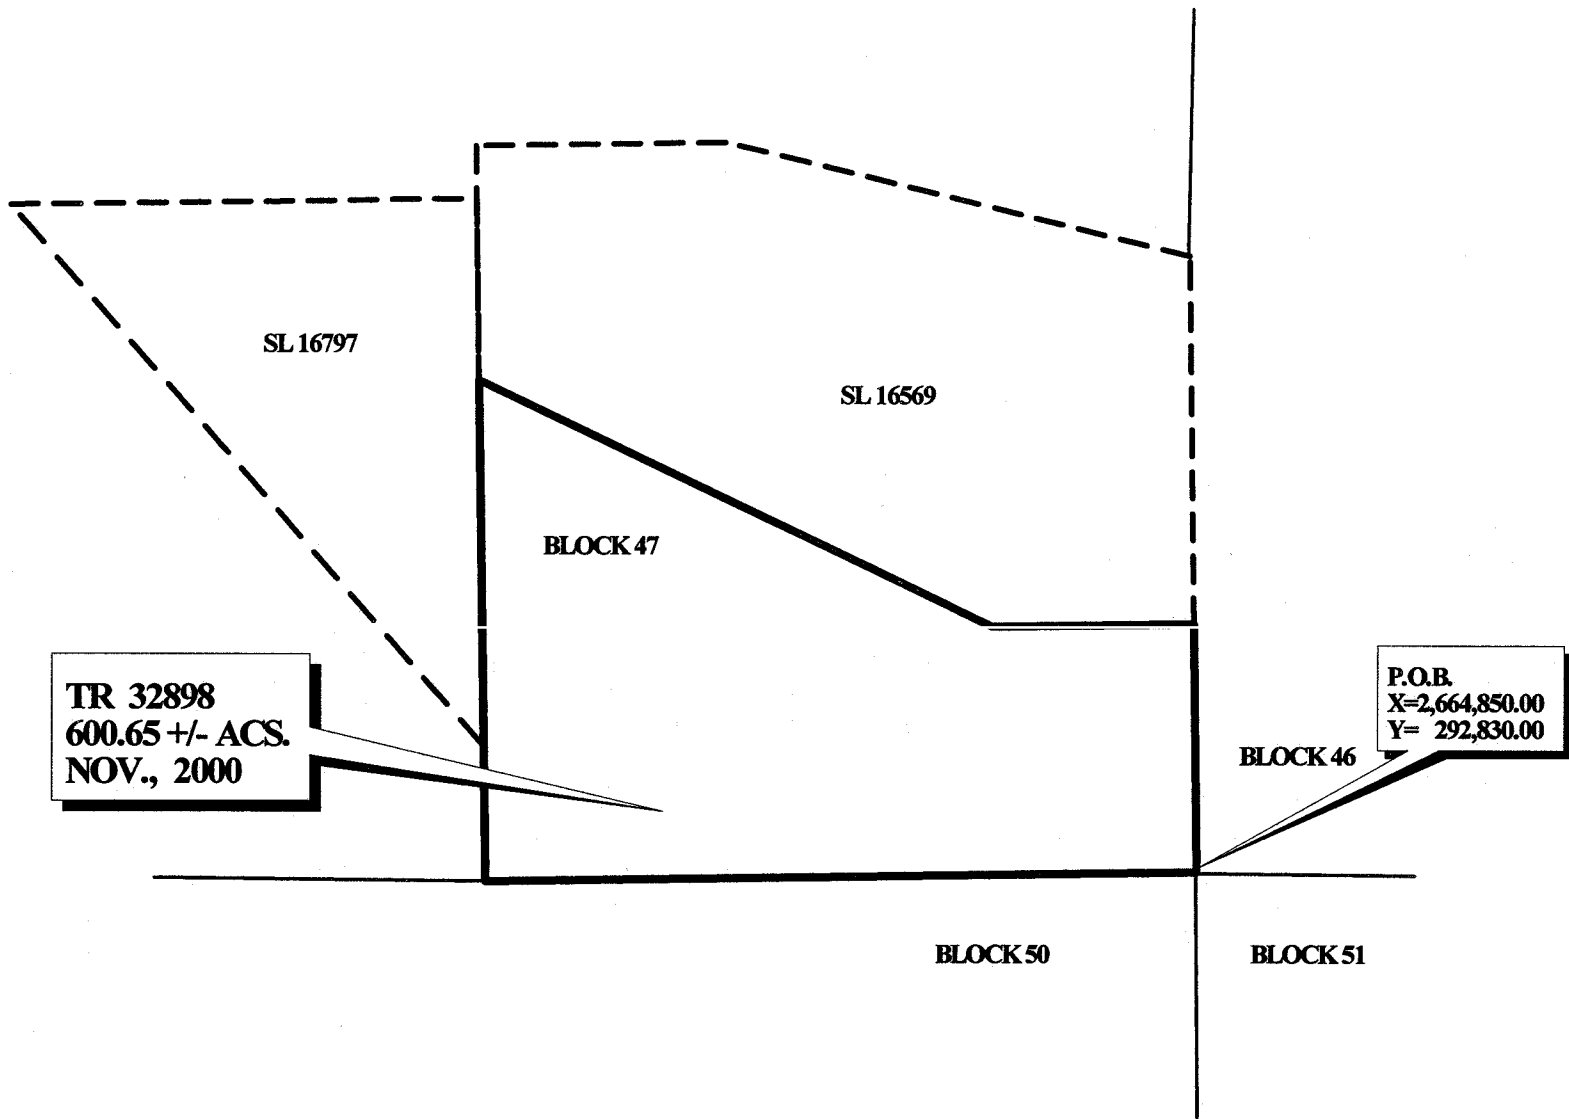 SL 16797
SL 16569
BLOCK 47
TR 32898
600.65 +/- ACS.
NOV., 2000
P.O.B.
X=2,664,850.00
Y= 292,830.00
BLOCK 46
BLOCK 50
BLOCK 51